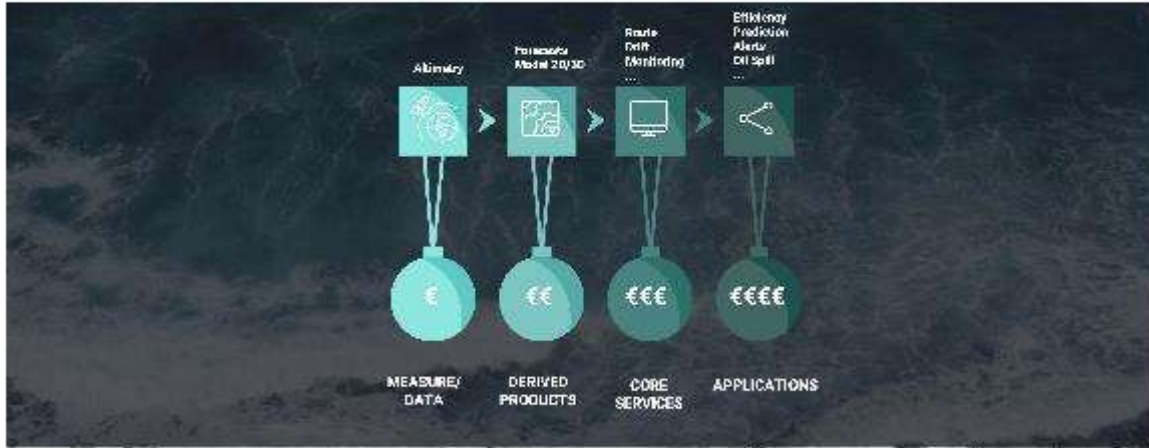 Altimetry
Forecasts
Model 2D/3D
Route
Drift
Monitoring
...
Efficiency
Prediction
Alerts
Oil Spill
...
€
€€
€€€
€€€€
MEASURE/
DATA
DERIVED
PRODUCTS
CORE
SERVICES
APPLICATIONS